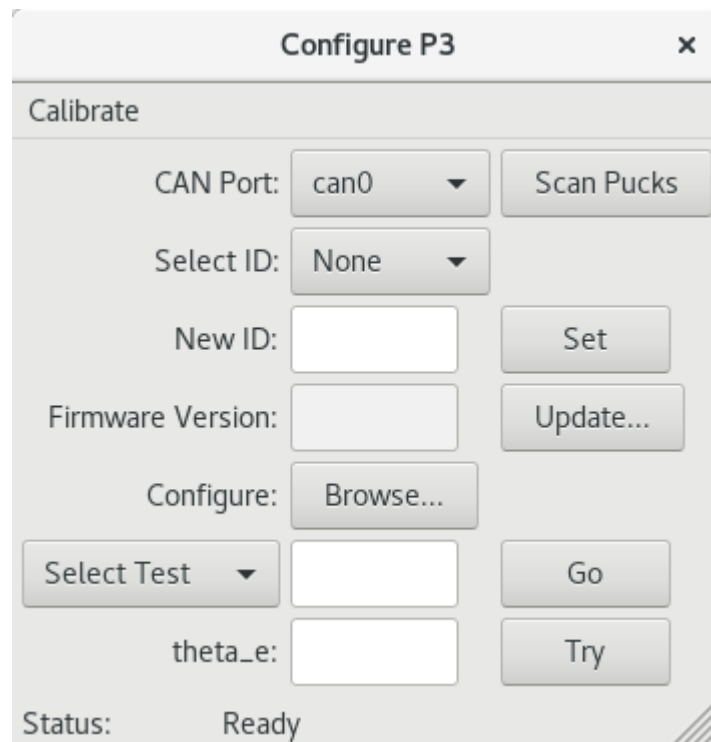 Configure P3 ×
Calibrate
CAN Port: can0 Scan Pucks
Select ID: None
New ID: Set
Firmware Version: Update...
Configure: Browse...
Select Test Go
theta_e: Try
Status: Ready